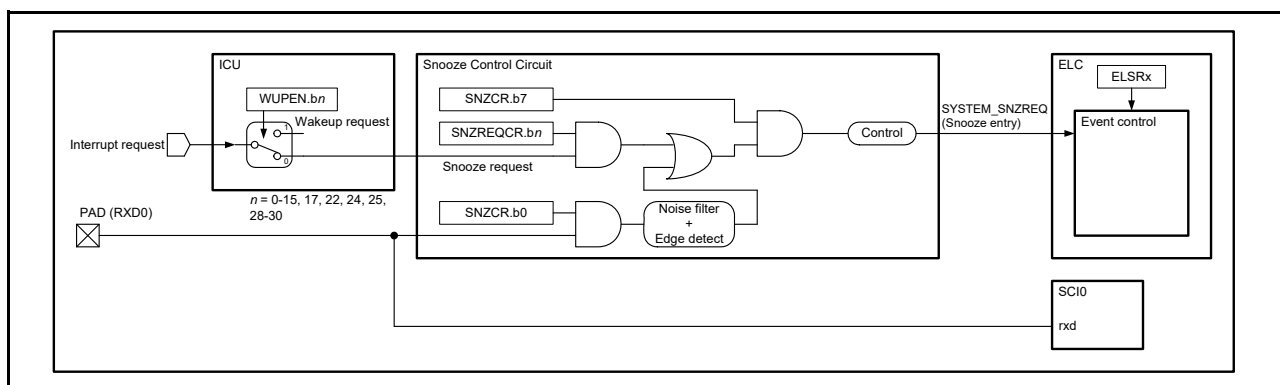 ICU
WUPEN.bn
1
Wakeup request
Interrupt request
0
n = 0-15, 17, 22, 24, 25,
28-30
PAD (RXD0)
Snooze Control Circuit
SNZCR.b7
SNZREQCR.bn
Snooze request
SNZCR.b0
Noise filter
+
Edge detect
Control
SYSTEM_SNZREQ
(Snooze entry)
ELC
ELSRx
Event control
SCI0
rxd